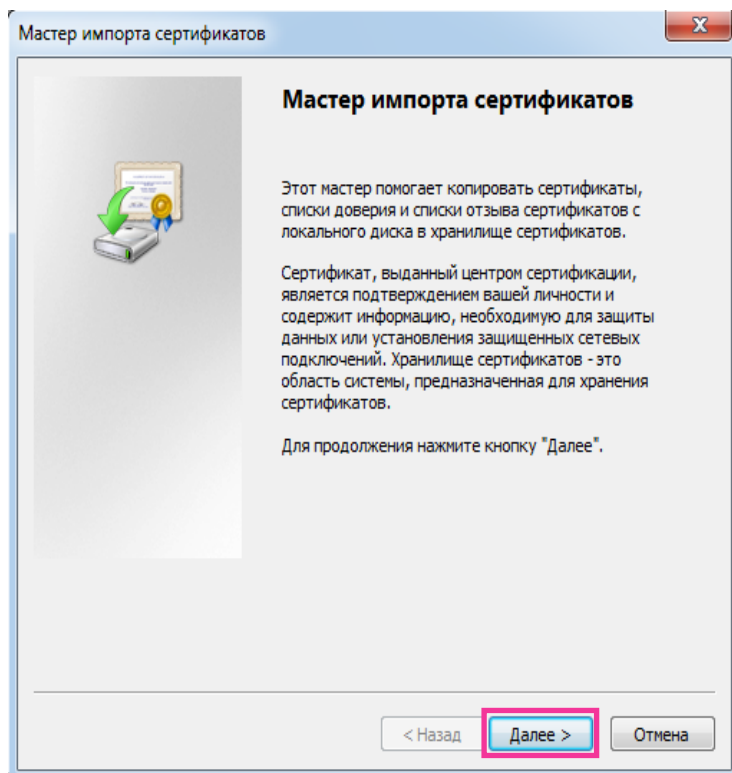 Мастер импорта сертификатов
Мастер импорта сертификатов
Этот мастер помогает копировать сертификаты,
списки доверия и списки отзыва сертификатов с
локального диска в хранилище сертификатов.
Сертификат, выданный центром сертификации,
является подтверждением вашей личности и
содержит информацию, необходимую для защиты
данных или установления защищенных сетевых
подключений. Хранилище сертификатов - это
область системы, предназначенная для хранения
сертификатов.
Для продолжения нажмите кнопку "Далее".
< Назад Далее > Отмена